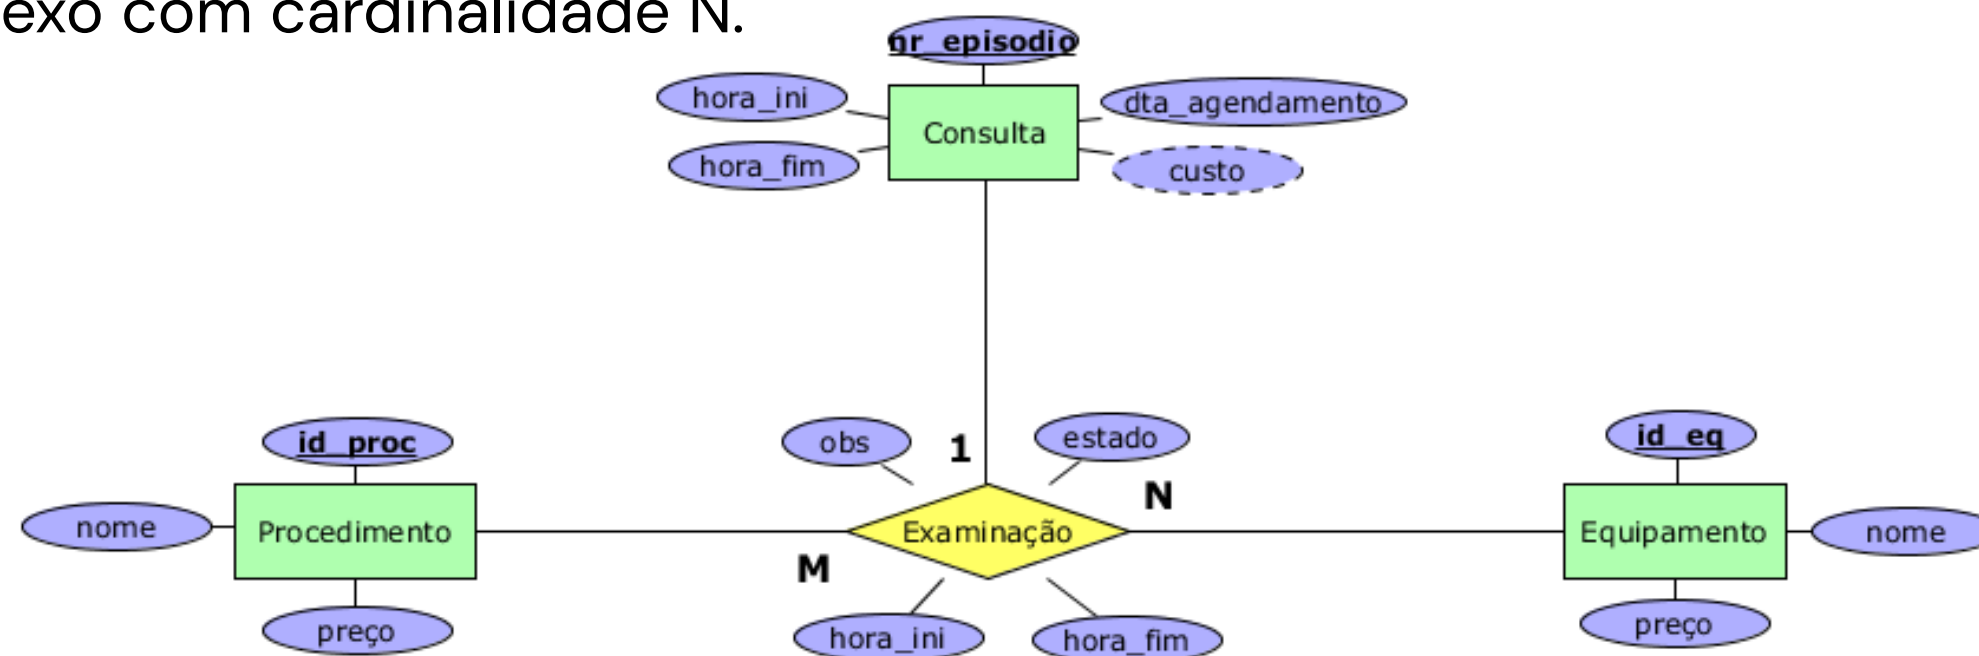 exo com cardinalidade N.
nr_episodio
hora_ini
dta_agendamento
Consulta
hora_fim
custo
id_proc
obs
1
estado
id_eq
N
nome
Procedimento
Examinação
Equipamento
nome
M
preço
hora_ini
hora_fim
preço